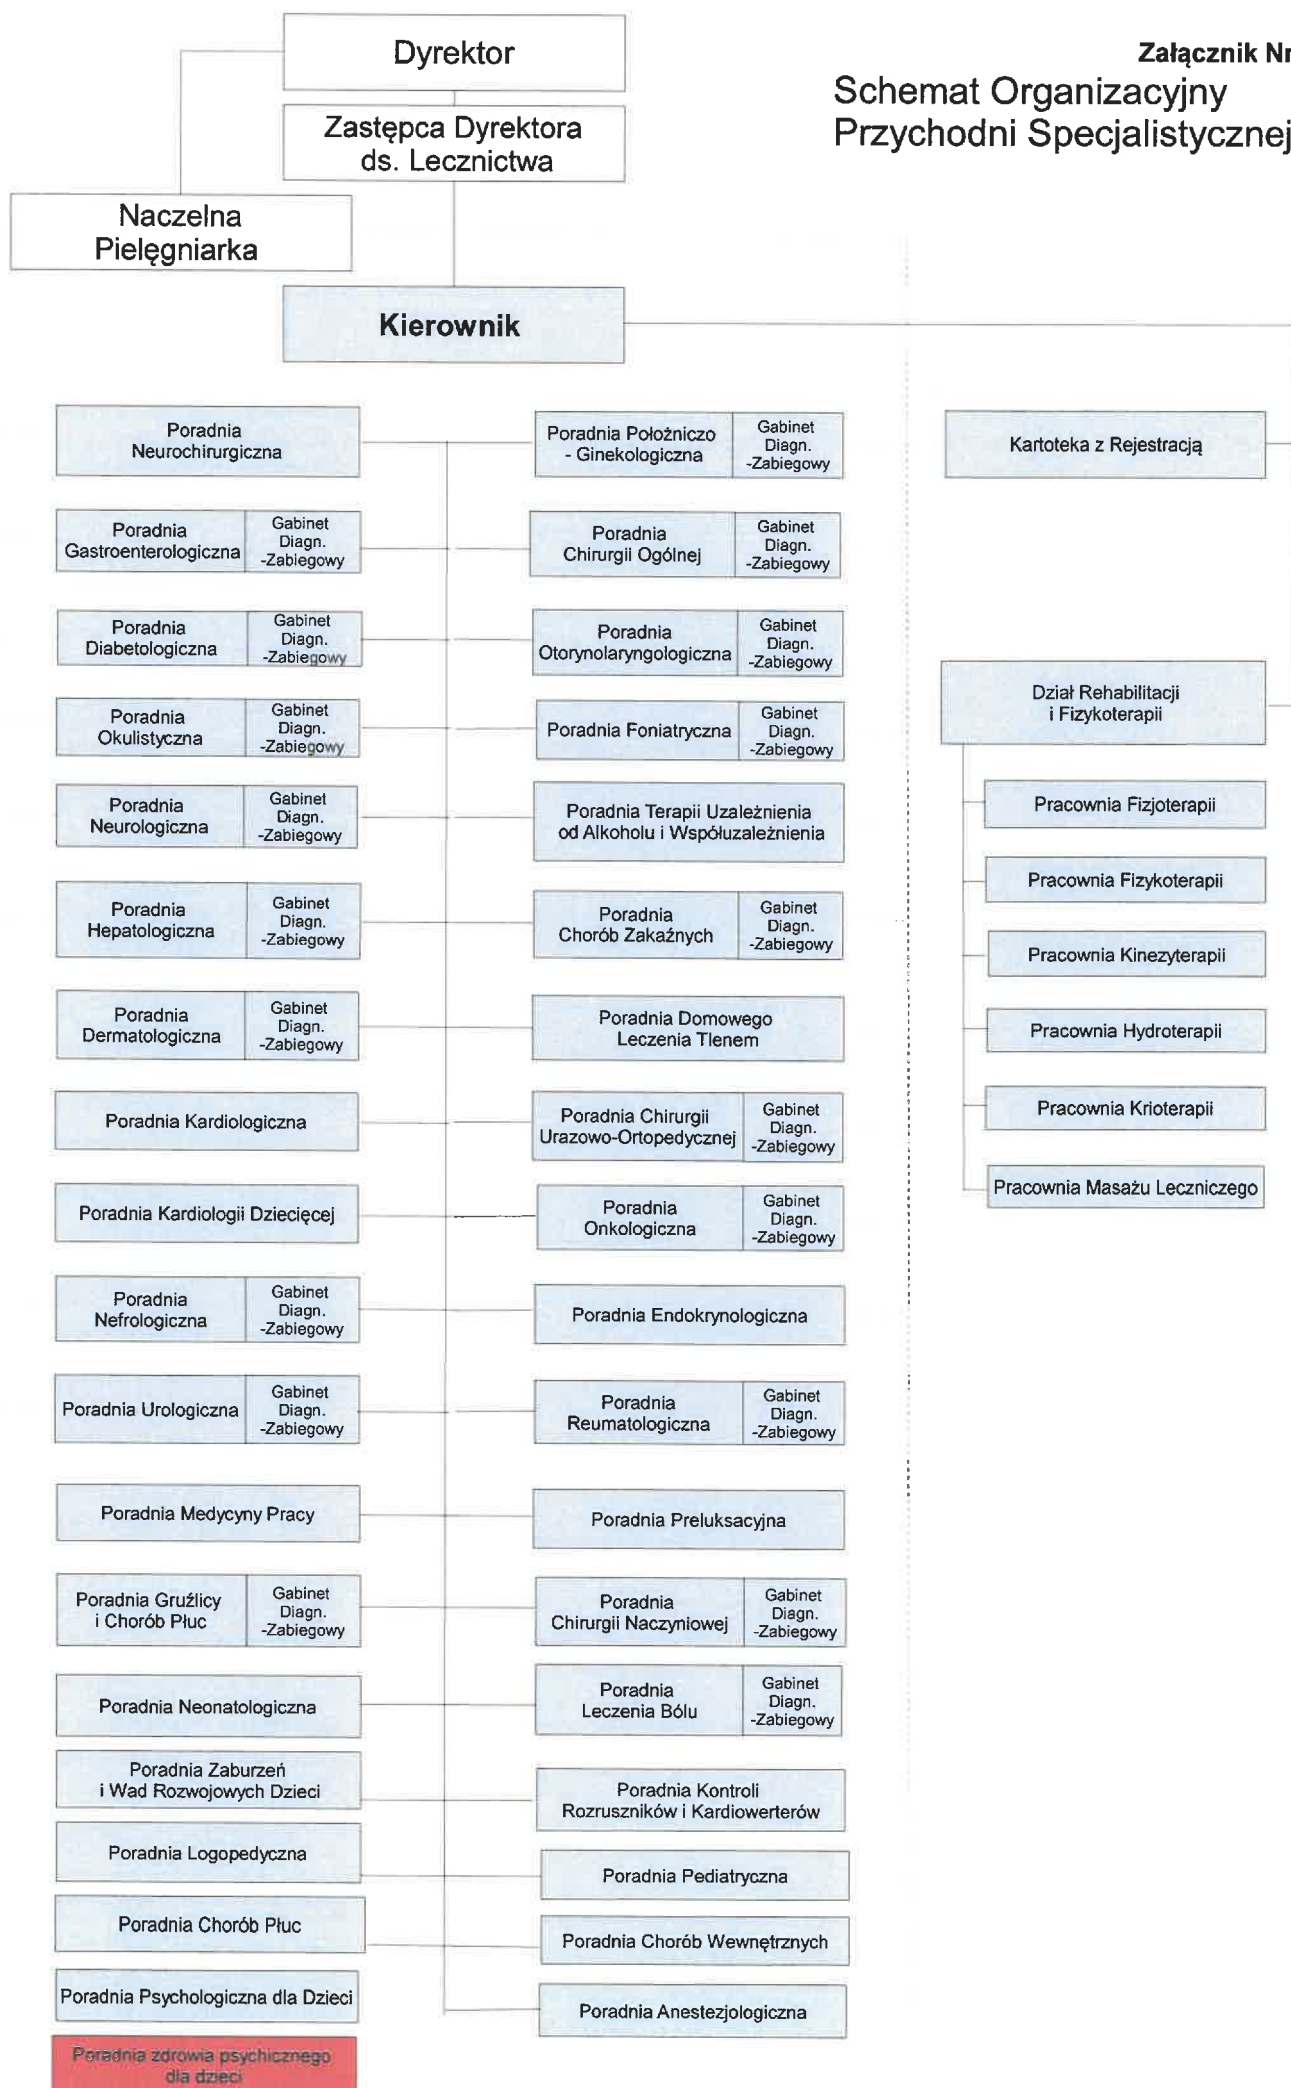 Dyrektor
Załącznik Nr
Schemat Organizacyjny
Przychodni Specjalistycznej
Zastępca Dyrektora
ds. Lecznictwa
Naczelna
Pielęgniarka
Kierownik
Poradnia
Neurochirurgiczna
Poradnia Położniczo
- Ginekologiczna
Gabinet
Diagn.
-Zabiegowy
Kartoteka z Rejestracją
Poradnia
Gastroenterologiczna
Gabinet
Diagn.
-Zabiegowy
Poradnia
Chirurgii Ogólnej
Gabinet
Diagn.
-Zabiegowy
Poradnia
Diabetologiczna
Gabinet
Diagn.
-Zabiegowy
Poradnia
Otorynolaryngologiczna
Gabinet
Diagn.
-Zabiegowy
Dział Rehabilitacji
i Fizykoterapii
Poradnia
Okulistyczna
Gabinet
Diagn.
-Zabiegowy
Poradnia Foniatryczna
Gabinet
Diagn.
-Zabiegowy
Pracownia Fizjoterapii
Poradnia
Neurologiczna
Gabinet
Diagn.
-Zabiegowy
Poradnia Terapii Uzależnienia
od Alkoholu i Współuzależnienia
Pracownia Fizykoterapii
Poradnia
Hepatologiczna
Gabinet
Diagn.
-Zabiegowy
Poradnia
Chorób Zakaźnych
Gabinet
Diagn.
-Zabiegowy
Pracownia Kinezyterapii
Poradnia
Dermatologiczna
Gabinet
Diagn.
-Zabiegowy
Poradnia Domowego
Leczenia Tlenem
Pracownia Hydroterapii
Poradnia Kardiologiczna
Poradnia Chirurgii
Urazowo-Ortopedycznej
Gabinet
Diagn.
-Zabiegowy
Pracownia Krioterapii
Poradnia Kardiologii Dziecięcej
Poradnia
Onkologiczna
Gabinet
Diagn.
-Zabiegowy
Pracownia Masażu Leczniczego
Poradnia
Nefrologiczna
Gabinet
Diagn.
-Zabiegowy
Poradnia Endokrynologiczna
Poradnia Urologiczna
Gabinet
Diagn.
-Zabiegowy
Poradnia
Reumatologiczna
Gabinet
Diagn.
-Zabiegowy
Poradnia Medycyny Pracy
Poradnia Preluksacyjna
Poradnia Gruźlicy
i Chorób Płuc
Gabinet
Diagn.
-Zabiegowy
Poradnia
Chirurgii Naczyniowej
Gabinet
Diagn.
-Zabiegowy
Poradnia Neonatologiczna
Poradnia
Leczenia Bólu
Gabinet
Diagn.
-Zabiegowy
Poradnia Zaburzeń
i Wad Rozwojowych Dzieci
Poradnia Kontroli
Rozruszników i Kardiowerterów
Poradnia Logopedyczna
Poradnia Pediatryczna
Poradnia Chorób Płuc
Poradnia Chorób Wewnętrznych
Poradnia Psychologiczna dla Dzieci
Poradnia Anestezjologiczna
Poradnia zdrowia psychicznego
dla dzieci